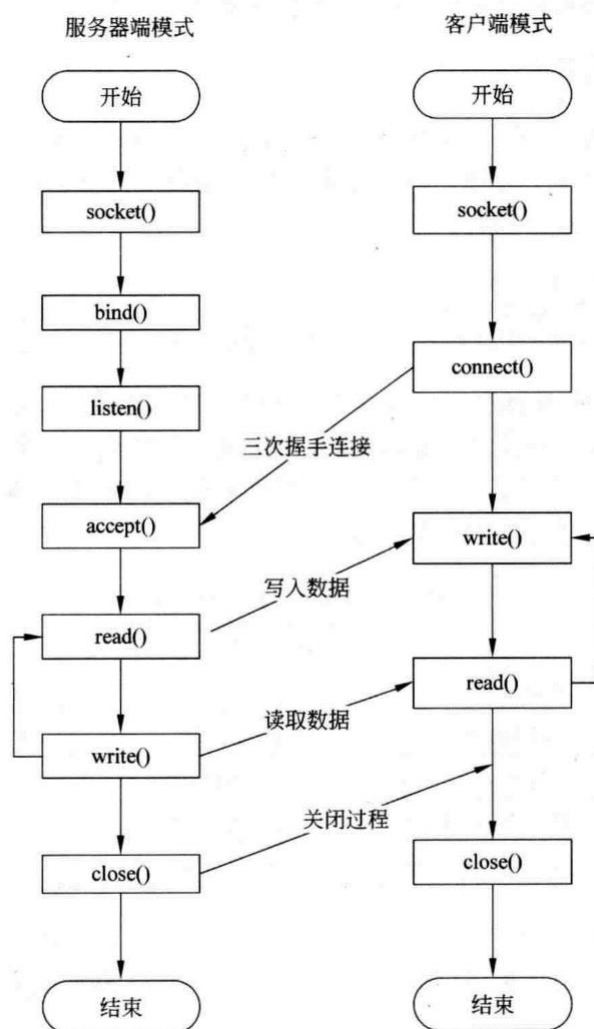 服务器端模式
客户端模式
开始
开始
socket()
socket()
bind()
connect()
listen()
三次握手连接
accept()
write()
写入数据
read()
read()
读取数据
write()
关闭过程
close()
close()
结束
结束